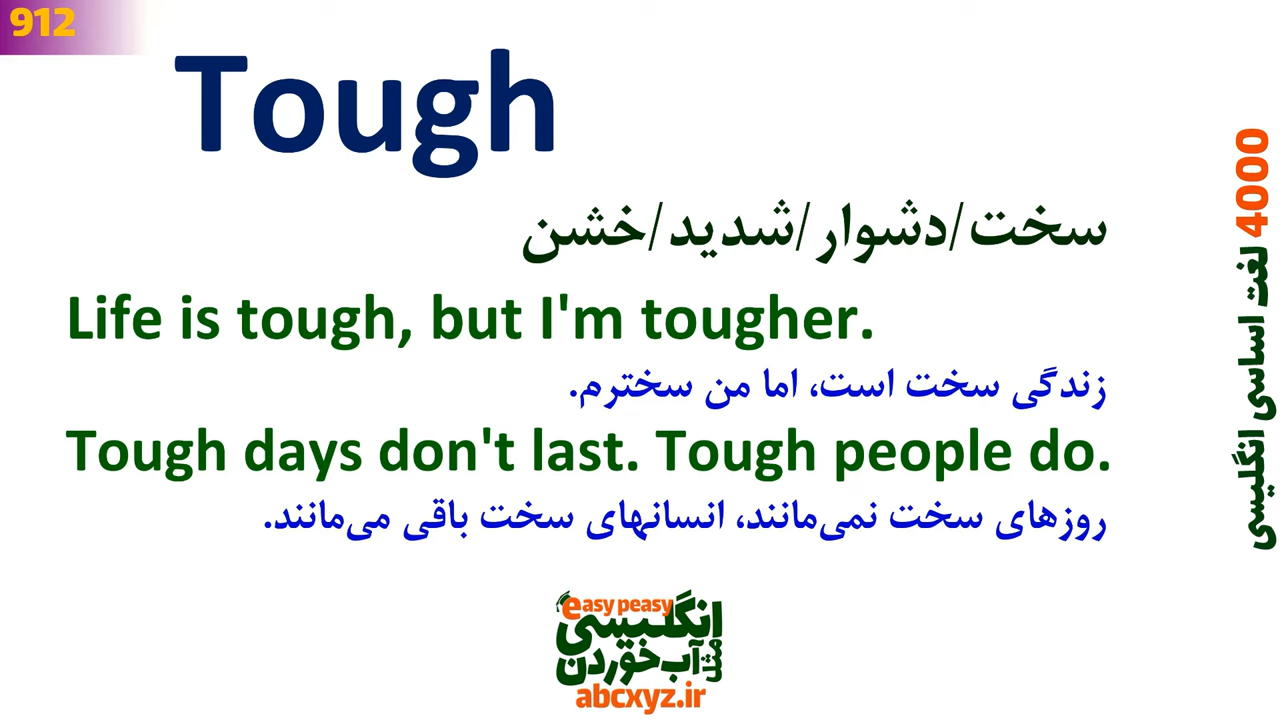 912
Tough
سخت/دشوار/شدید/خشن
Life is tough, but I'm tougher.
زندگی سخت است، اما من سخترم.
Tough days don't last. Tough people do.
روزهای سخت نمی‌مانند، انسانهای سخت باقی می‌مانند.
4000 لغت اساسی انگلیسی
easy peasy
انگلیسی
مثل آب خوردن
abcxyz.ir